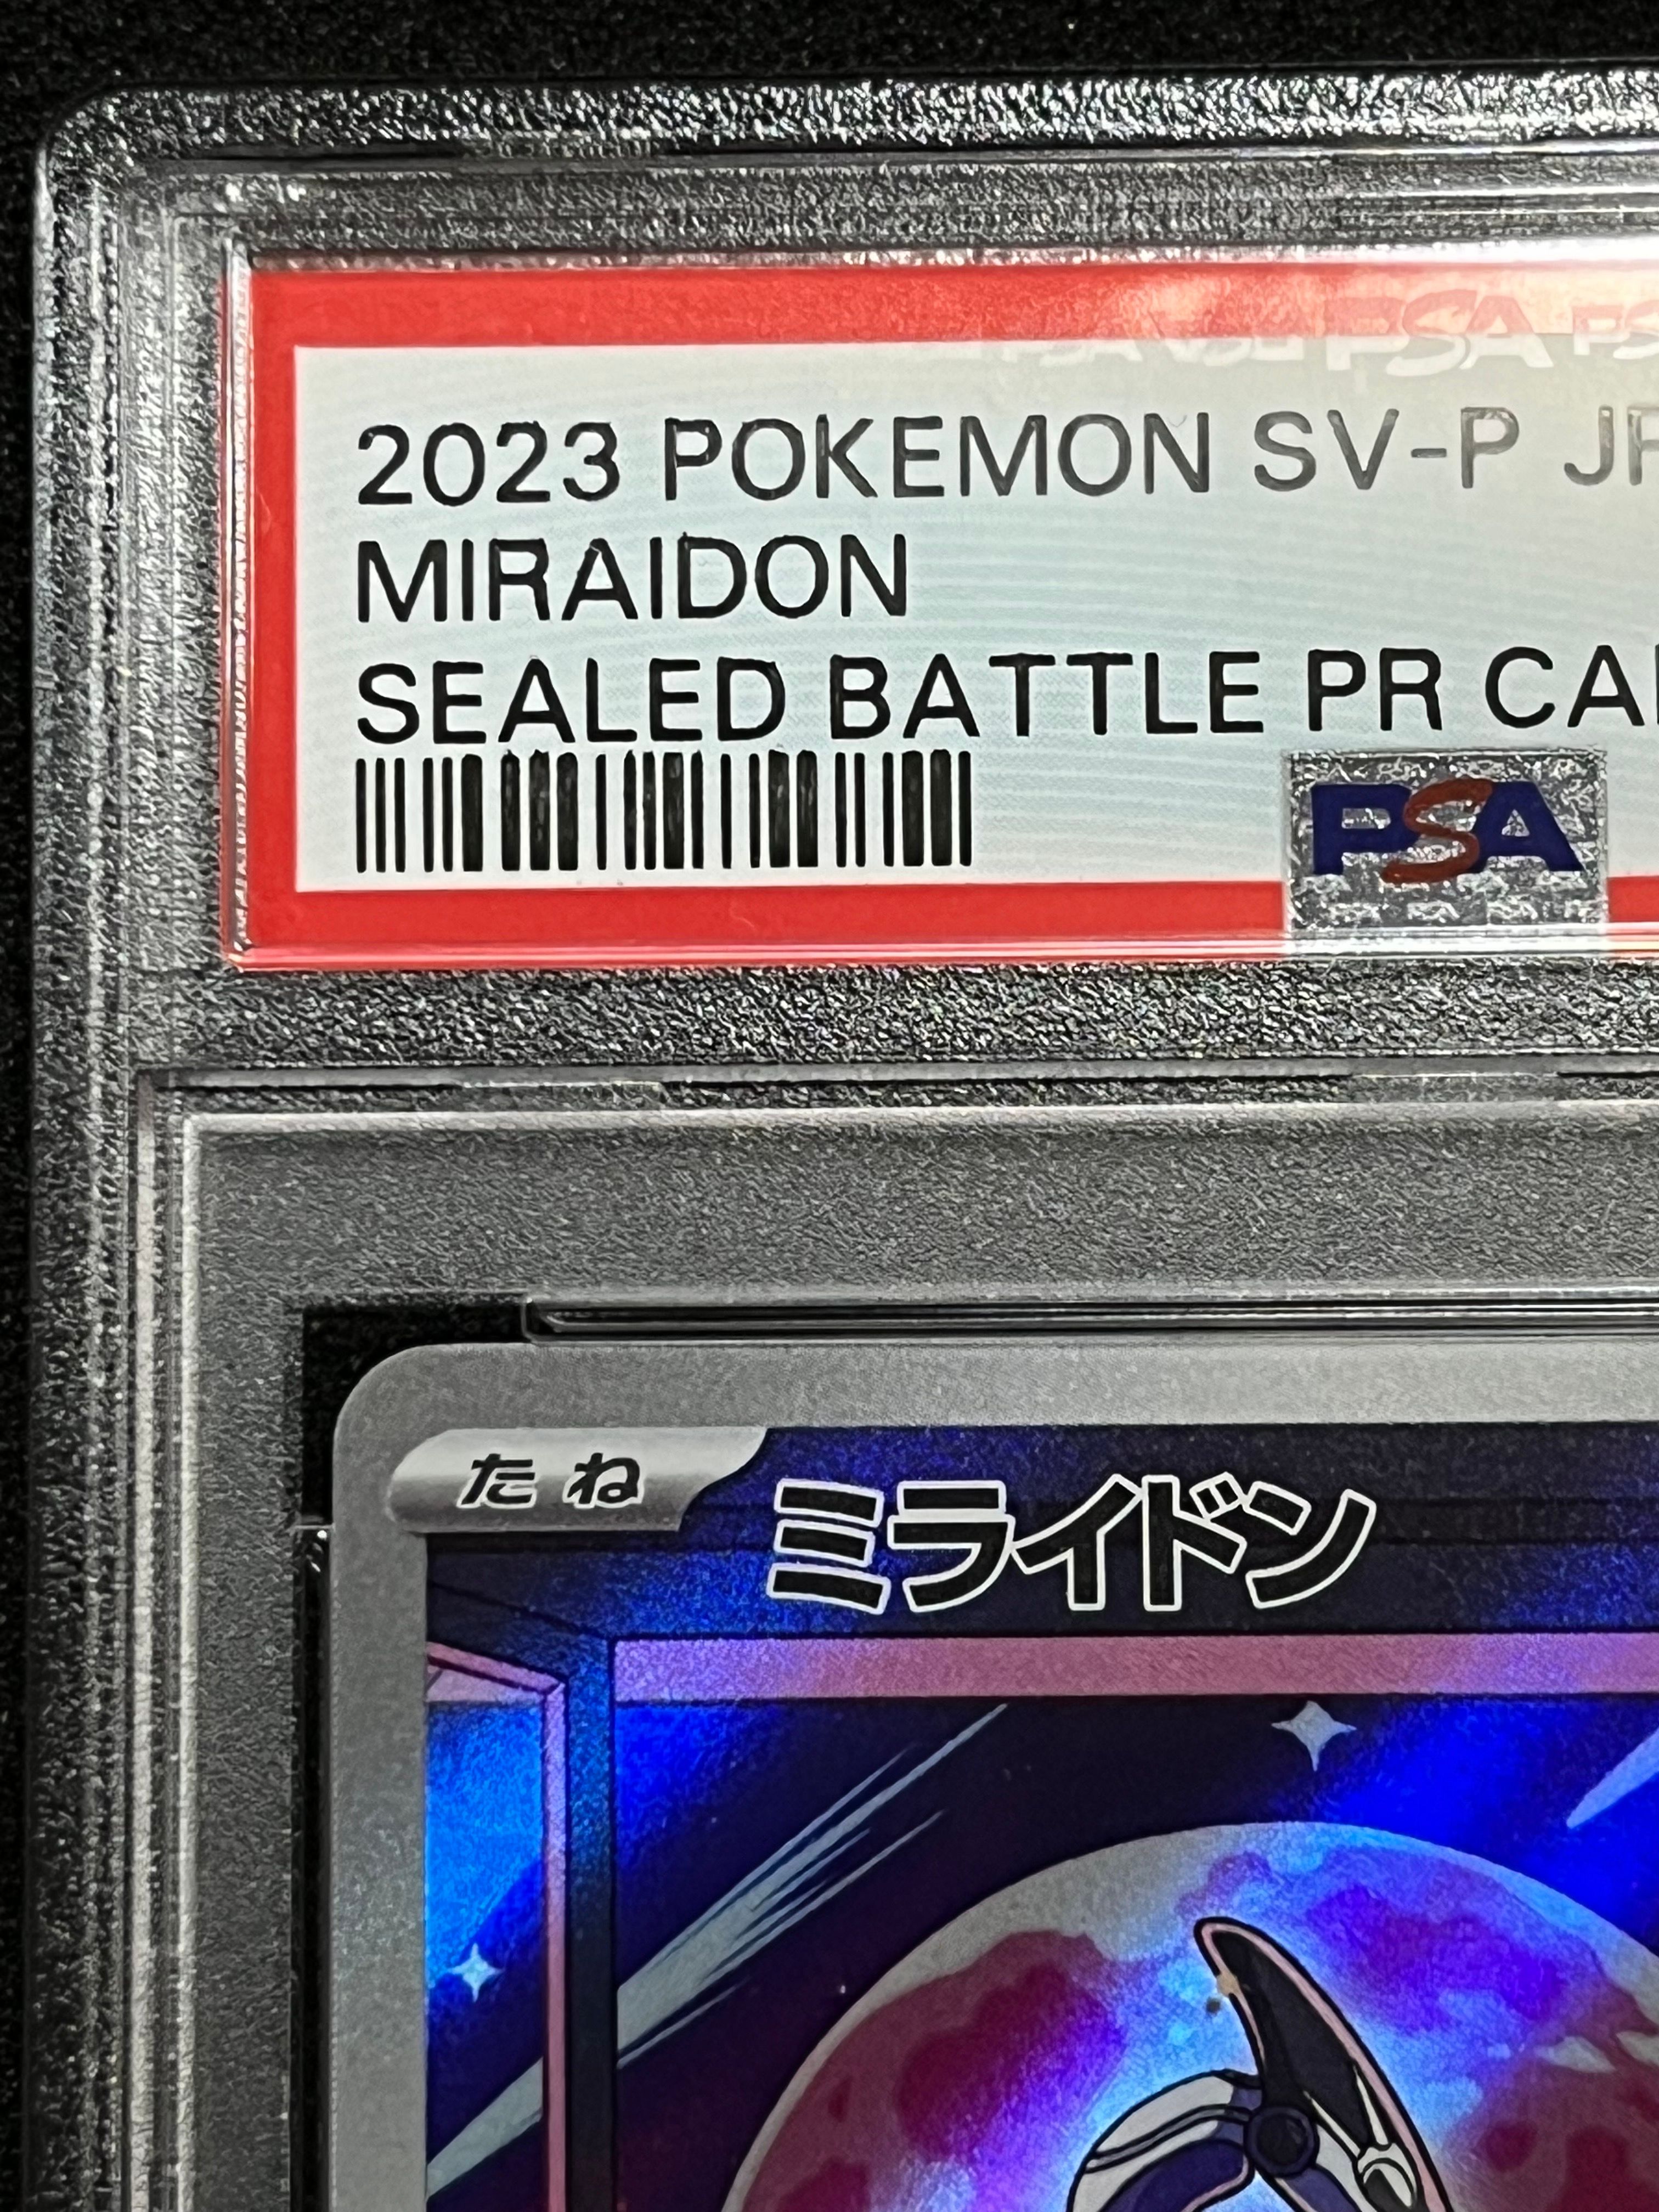 2023 POKEMON SV-P
MIRAIDON
SEALED BATTLE PR
PSA
たね
ミライドン